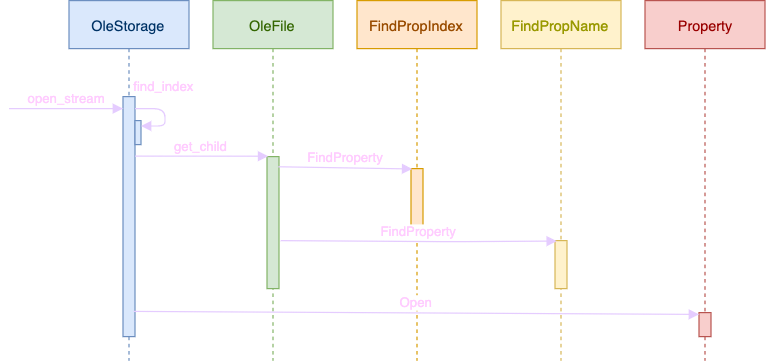 OleStorage
OleFile
FindPropIndex
FindPropName
Property
find_index
open_stream
get_child
FindProperty
FindProperty
Open